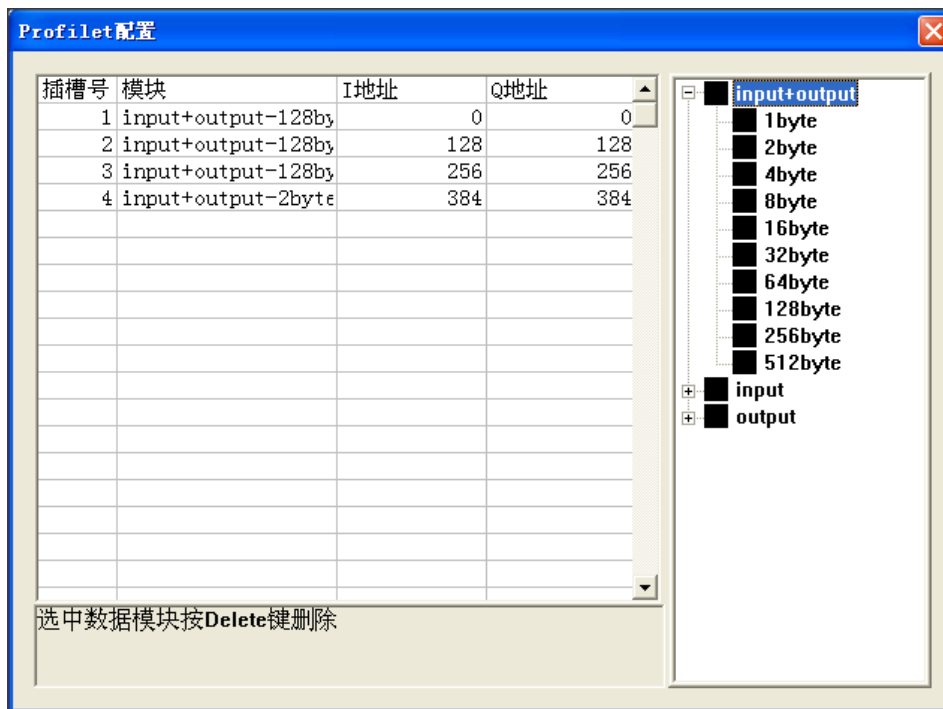 Profilet配置
插槽号 模块 I地址 Q地址
1 input+output-128by 0 0
2 input+output-128by 128 128
3 input+output-128by 256 256
4 input+output-2byte 384 384
选中数据模块按Delete键删除
input+output
1byte
2byte
4byte
8byte
16byte
32byte
64byte
128byte
256byte
512byte
input
output